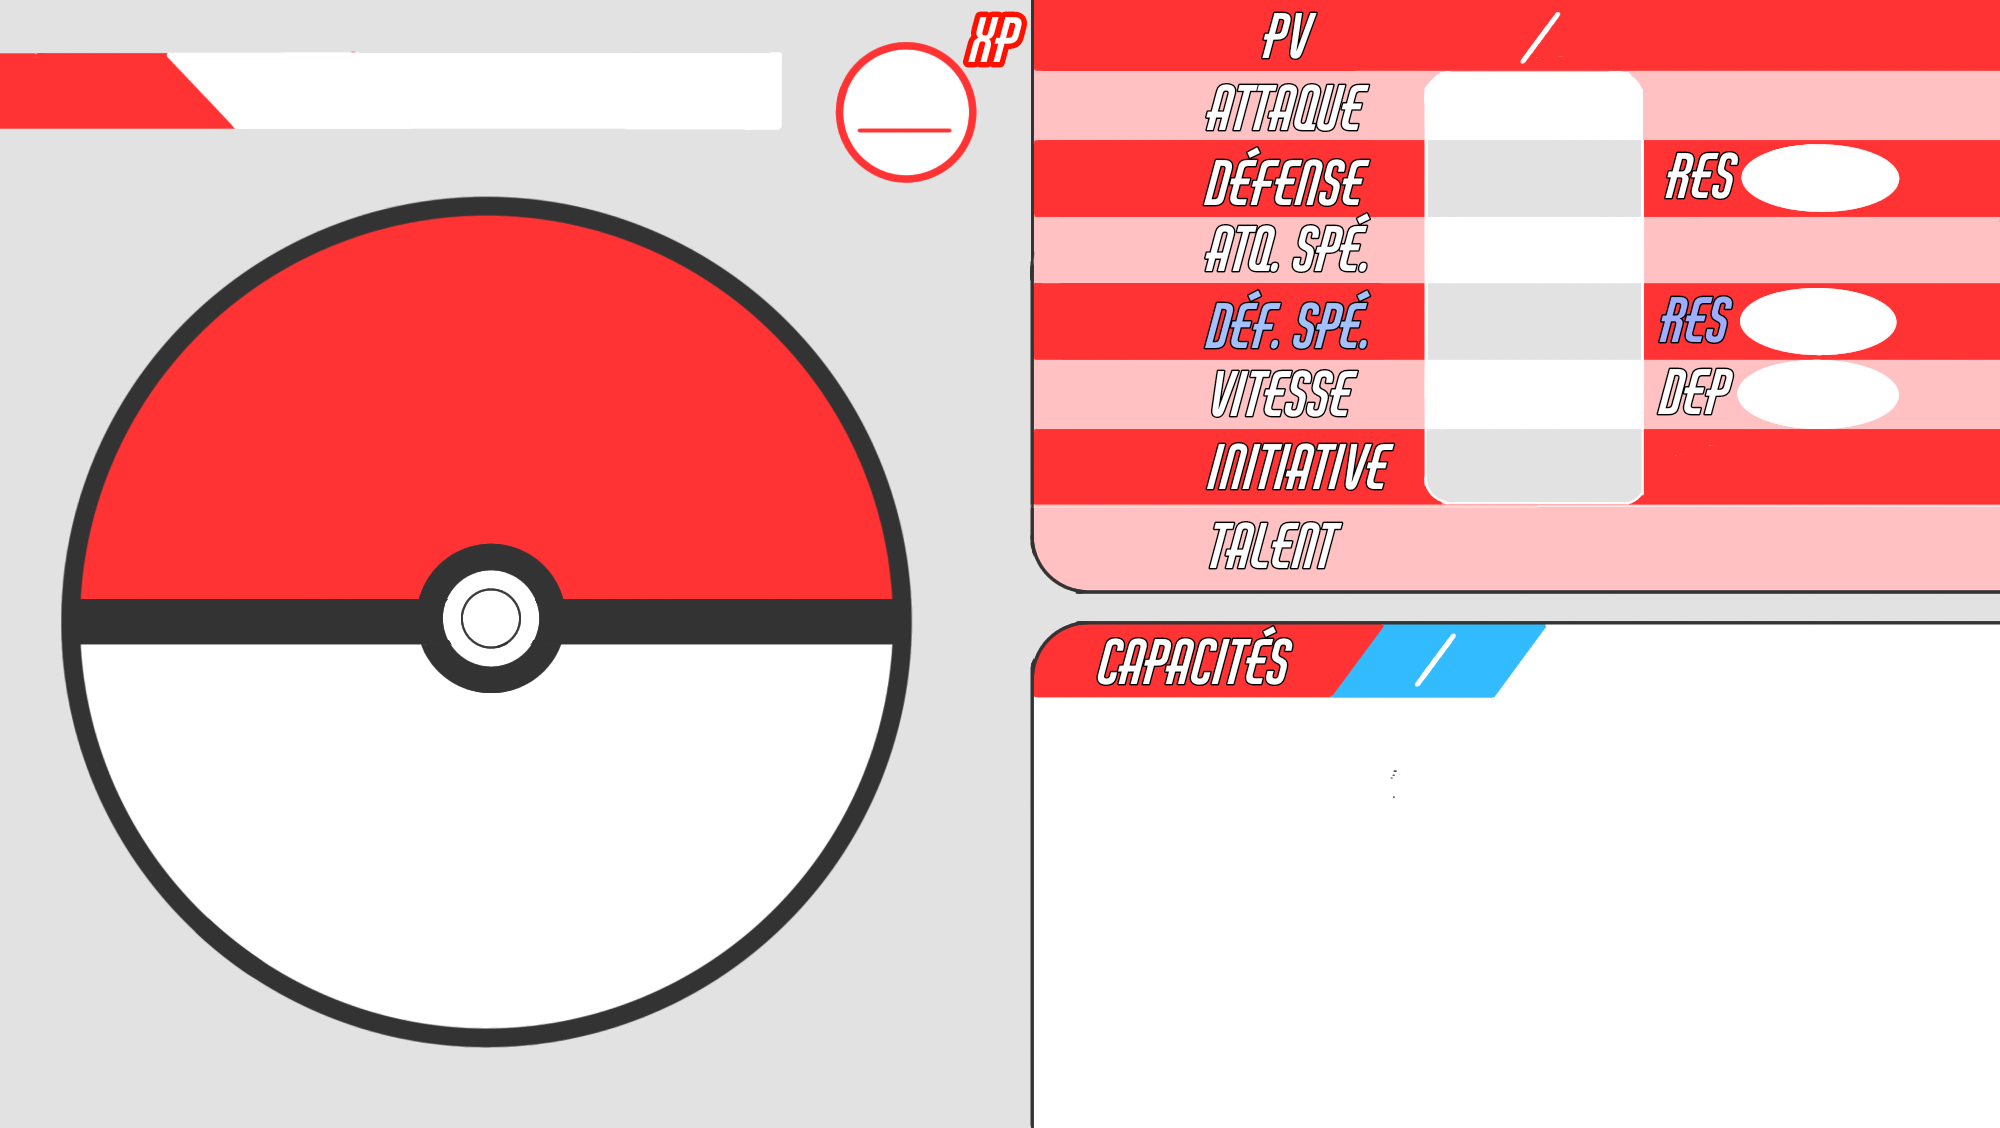 XP
PV /
ATTAQUE
DÉFENSE RES
ATQ. SPÉ.
DÉF. SPÉ. RES
VITESSE DEP
INITIATIVE
TALENT
CAPACITÉS /